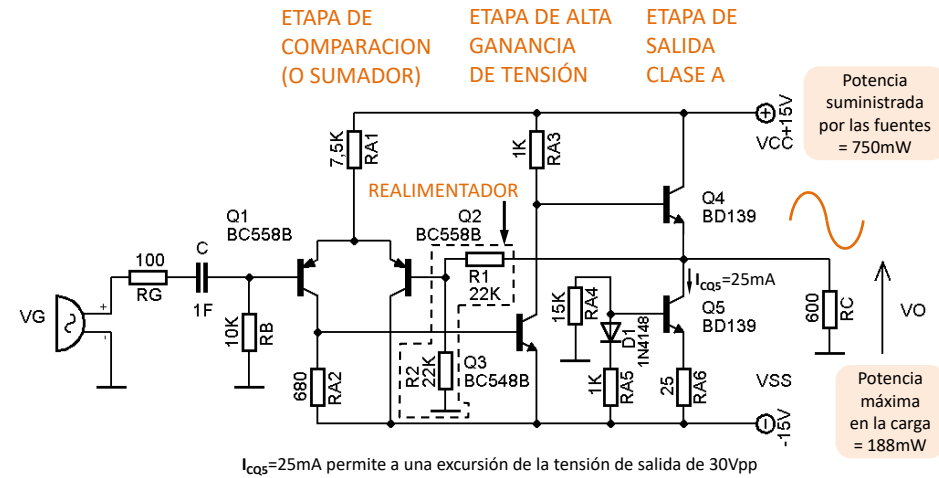 ETAPA DE
COMPARACION
(O SUMADOR)
ETAPA DE ALTA
GANANCIA
DE TENSIÓN
ETAPA DE
SALIDA
CLASE A
Potencia
suministrada
por las fuentes
= 750mW
+15V
VCC
7.5K
RA1
1K
RA3
REALIMENTADOR
Q1
BC558B
Q2
BC558B
Q4
BD139
100
RG
C
1F
R1
22K
I_CQ5=25mA
VG
10K
RB
15K
RA4
D1
1N4148
Q5
BD139
600
RC
VO
680
RA2
R2
22K
Q3
BC548B
1K
RA5
25
RA6
VSS
-15V
Potencia
máxima
en la carga
= 188mW
I_CQ5=25mA permite a una excursión de la tensión de salida de 30Vpp